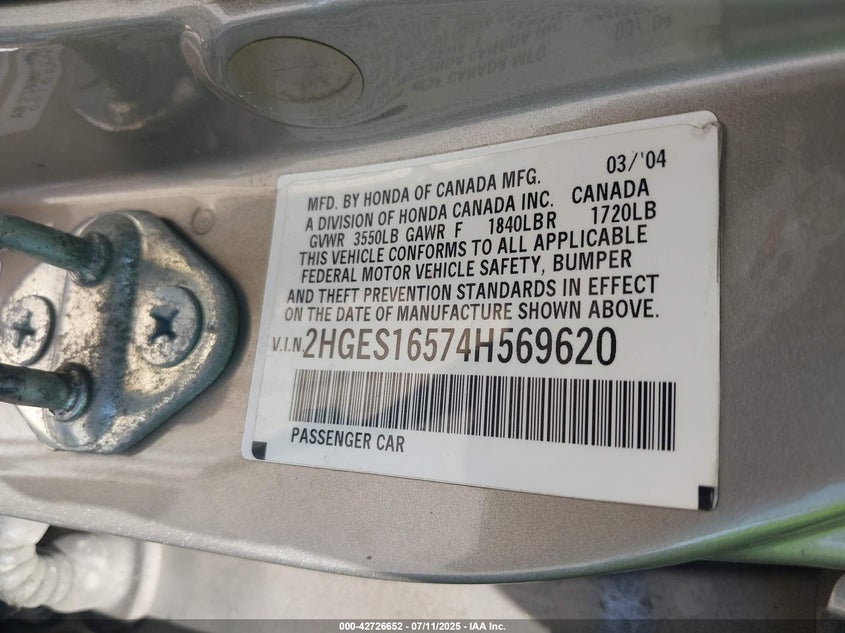 03/'04
MFD. BY HONDA OF CANADA MFG.
A DIVISION OF HONDA CANADA INC. CANADA
GVWR 3550LB GAWR F 1840LBR 1720LB
THIS VEHICLE CONFORMS TO ALL APPLICABLE
FEDERAL MOTOR VEHICLE SAFETY, BUMPER
AND THEFT PREVENTION STANDARDS IN EFFECT
ON THE DATE OF MANUFACTURE SHOWN ABOVE.
V.I.N. 2HGES16574H569620
PASSENGER CAR
000-42726652 - 07/11/2025 - IAA Inc.